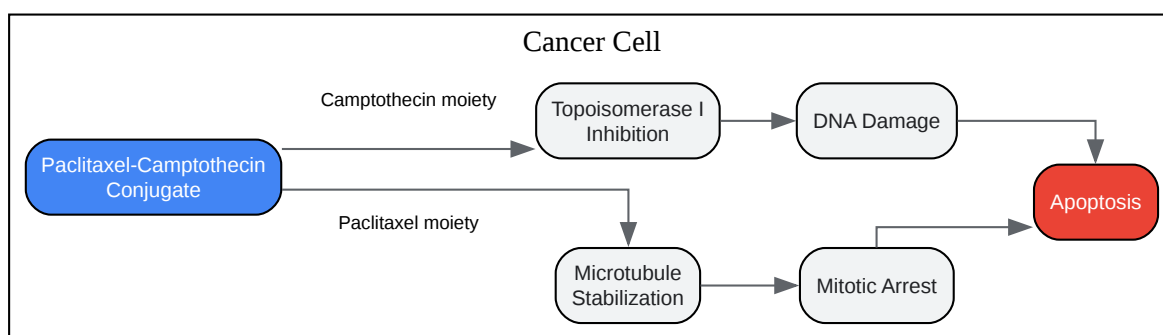 Cancer Cell
Camptothecin moiety
Topoisomerase I
Inhibition
DNA Damage
Paclitaxel-Camptothecin
Conjugate
Apoptosis
Paclitaxel moiety
Microtubule
Stabilization
Mitotic Arrest